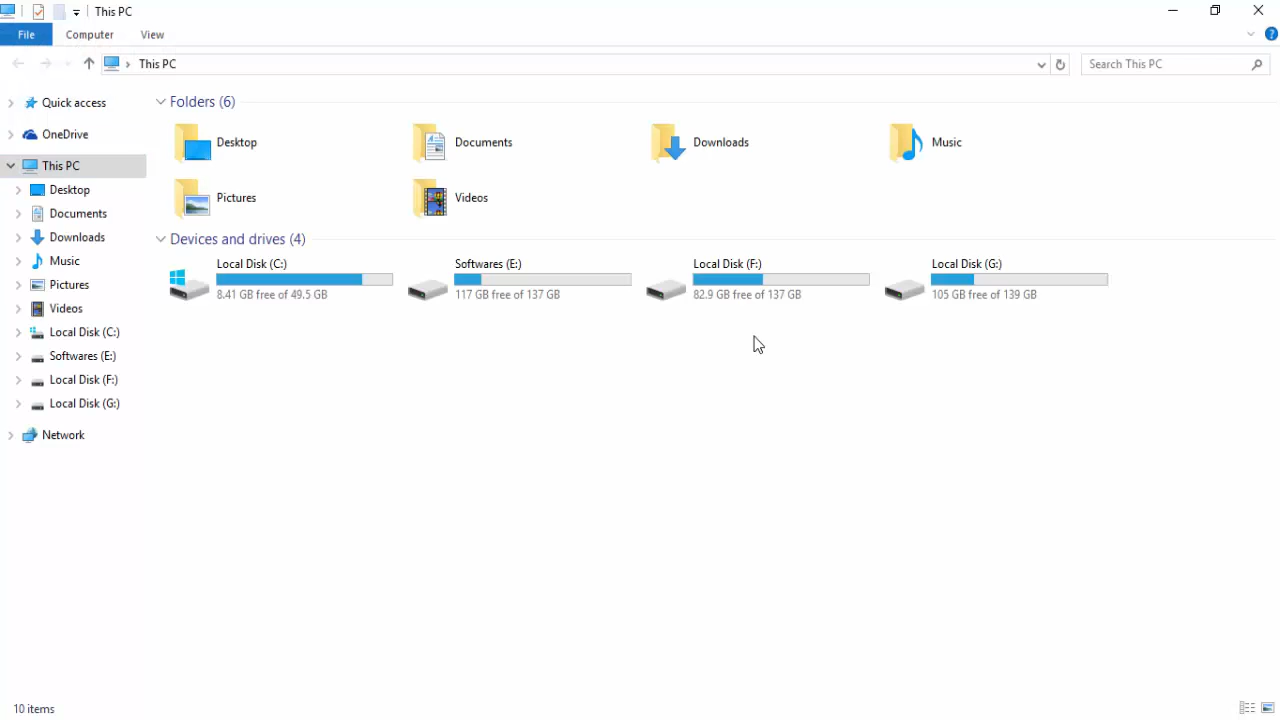 This PC
File Computer View
This PC
Search This PC
Quick access
OneDrive
This PC
Desktop
Documents
Downloads
Music
Pictures
Videos
Local Disk (C:)
Softwares (E:)
Local Disk (F:)
Local Disk (G:)
Network
Folders (6)
Desktop
Documents
Downloads
Music
Pictures
Videos
Devices and drives (4)
Local Disk (C:)
8.41 GB free of 49.5 GB
Softwares (E:)
117 GB free of 137 GB
Local Disk (F:)
82.9 GB free of 137 GB
Local Disk (G:)
105 GB free of 139 GB
10 items